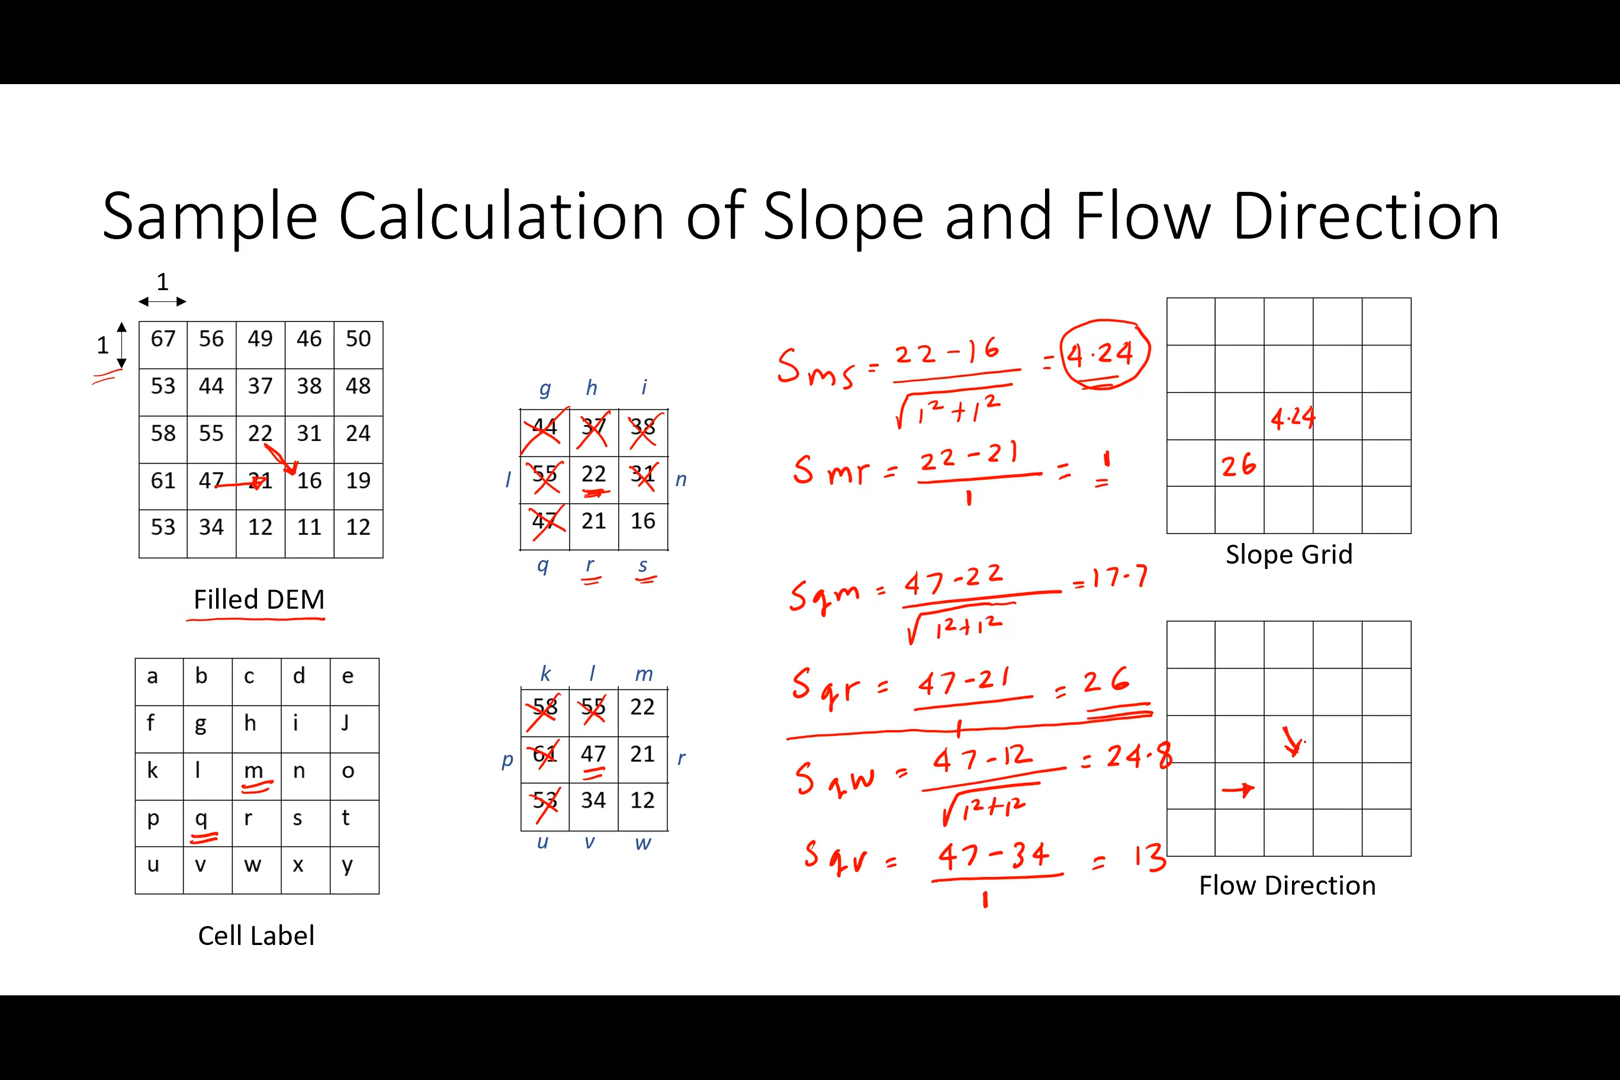 Sample Calculation of Slope and Flow Direction
1
1
67 56 49 46 50
53 44 37 38 48
58 55 22 31 24
61 47 21 16 19
53 34 12 11 12
Filled DEM
a b c d e
f g h i J
k l m n o
p q r s t
u v w x y
Cell Label
g h i
44 37 38
l 55 22 31 n
47 21 16
q r s
k l m
58 55 22
p 61 47 21 r
53 34 12
u v w
Sms = 22-16 / √1²+1² = 4.24
Smr = 22-21 / 1 = 1
Sqm = 47-22 / √1²+1² = 17.7
Sqr = 47-21 / 1 = 26
Sqw = 47-12 / √1²+1² = 24.8
Sqv = 47-34 / 1 = 13
4.24
26
Slope Grid
Flow Direction